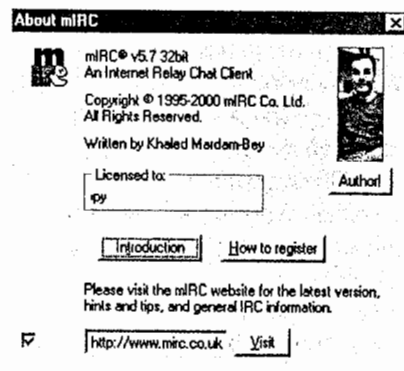 About mIRC
mIRC® v5.7 32bit
An Internet Relay Chat Client
Copyright © 1995-2000 mIRC Co. Ltd.
All Rights Reserved.
Written by Khaled Mardam-Bey
Author!
Licensed to:
Introduction
How to register
Please visit the mIRC website for the latest version,
hints and tips, and general IRC information.
http://www.mirc.co.uk
Visit